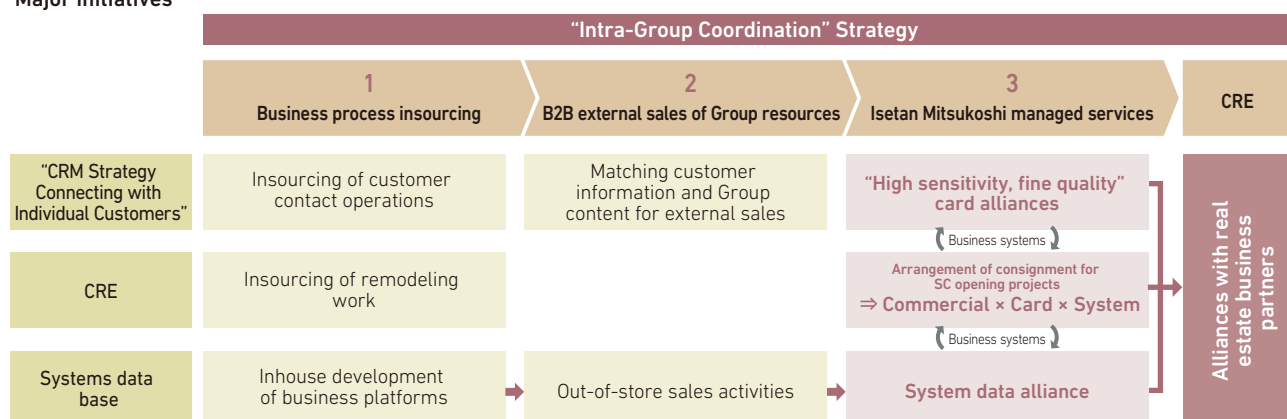 Major Initiatives
“Intra-Group Coordination” Strategy
1
Business process insourcing
2
B2B external sales of Group resources
3
Isetan Mitsukoshi managed services
CRE
“CRM Strategy
Connecting with
Individual Customers”
Insourcing of customer
contact operations
Matching customer
information and Group
content for external sales
“High sensitivity, fine quality”
card alliances
Business systems
CRE
Insourcing of remodeling
work
Arrangement of consignment for
SC opening projects
⇒ Commercial × Card × System
Business systems
Systems data
base
Inhouse development
of business platforms
Out-of-store sales activities
System data alliance
Alliances with real
estate business
partners